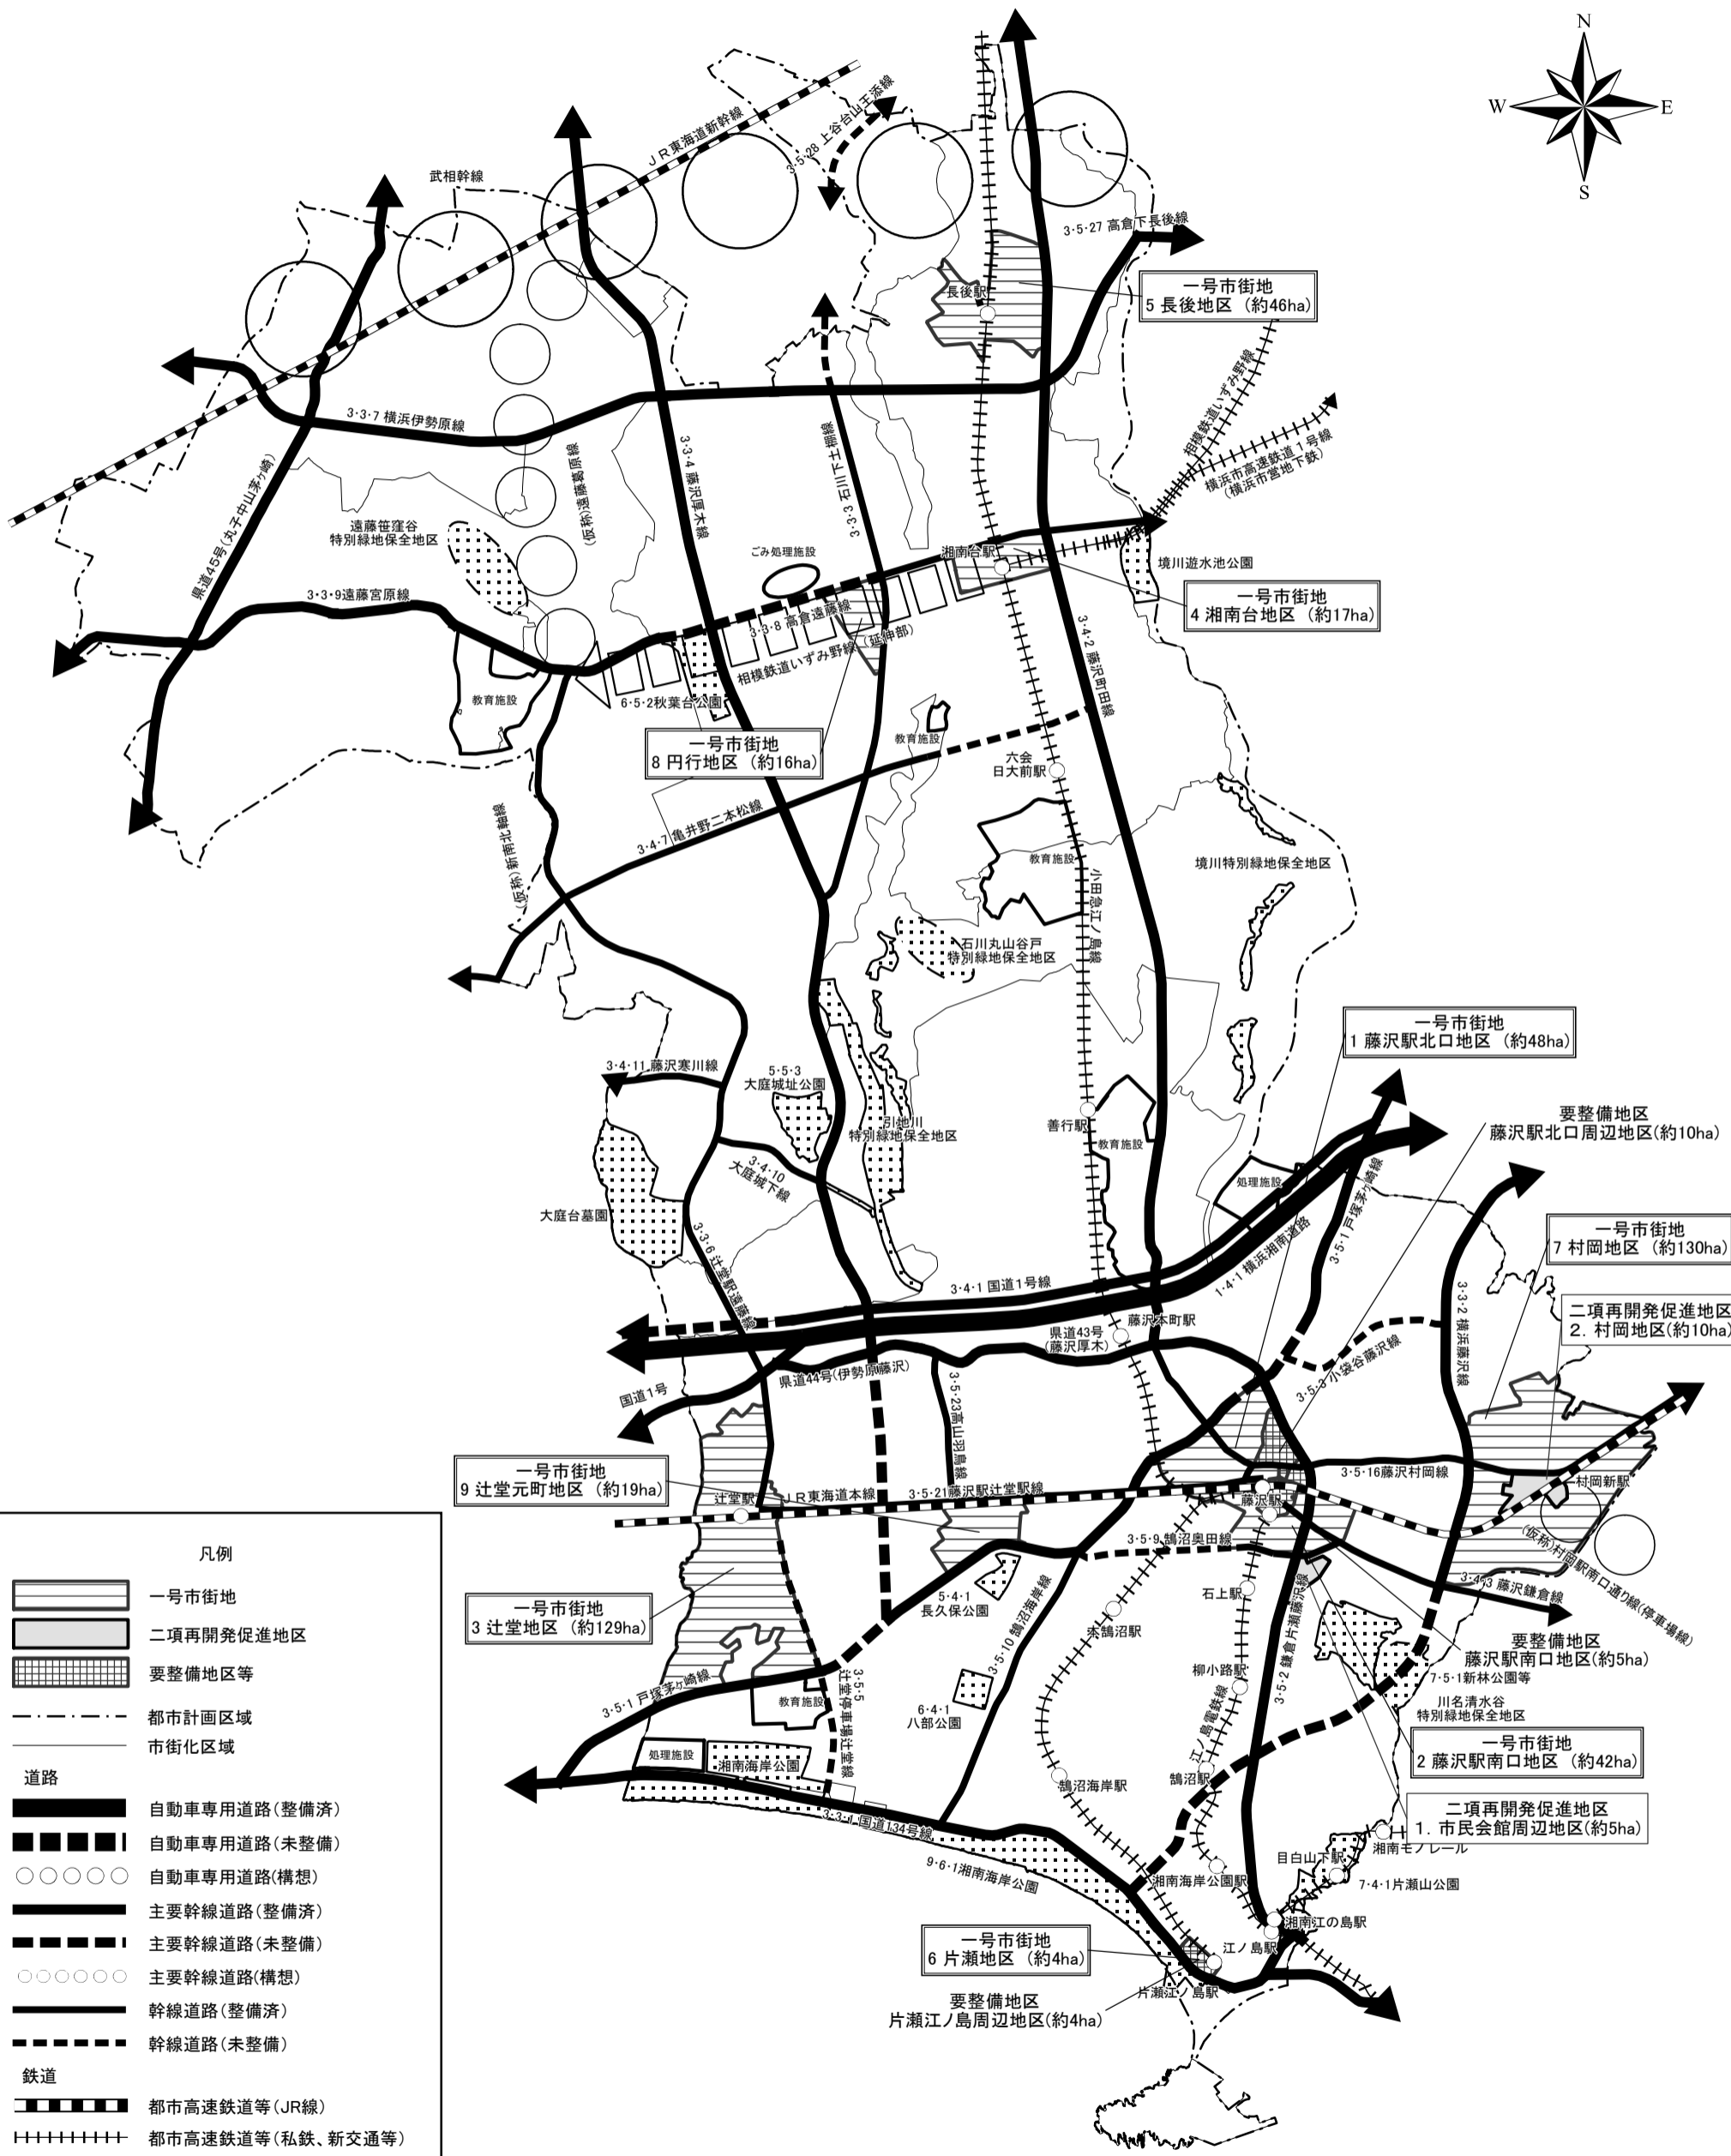 N
W
E
S
3・5・28 上谷台山王添線
JR東海道新幹線
武相幹線
3・5・27 高倉下長後線
長後駅
一号市街地
5 長後地区（約46ha）
3・3・7 横浜伊勢原線
相模鉄道いずみ野線
横浜市高速鉄道1号線
（横浜市営地下鉄）
県道45号(丸子中山茅ヶ崎)
(仮称)遠藤葛原線
3・3・4 藤沢厚木線
3・3・3 石川下土棚線
遠藤笹窪谷
特別緑地保全地区
ごみ処理施設
湘南台駅
境川遊水池公園
一号市街地
4 湘南台地区（約17ha）
3・3・9遠藤宮原線
3・3・8 高倉遠藤線
相模鉄道いずみ野線（延伸部）
3・4・2 藤沢町田線
教育施設
6・5・2秋葉台公園
一号市街地
8 円行地区（約16ha）
教育施設
六会
日大前駅
(仮称)新南北軸線
3・4・7 亀井野二本松線
教育施設
境川特別緑地保全地区
小田急江ノ島線
石川丸山谷戸
特別緑地保全地区
一号市街地
1 藤沢駅北口地区（約48ha）
3・4・11 藤沢寒川線
5・5・3
大庭城址公園
引地川
特別緑地保全地区
善行駅
教育施設
要整備地区
藤沢駅北口周辺地区(約10ha)
3・4・10
大庭城下線
処理施設
大庭台墓園
3・3・6 辻堂駅遠藤線
3・5・1 戸塚茅ヶ崎線
一号市街地
7 村岡地区（約130ha）
1・4・1 横浜湘南道路
3・4・1 国道1号線
3・3・2 横浜藤沢線
二項再開発促進地区
2. 村岡地区(約10ha)
藤沢本町駅
県道43号
(藤沢厚木)
県道44号(伊勢原藤沢)
3・5・3 小袋谷藤沢線
国道1号
3・5・23高山羽鳥線
一号市街地
9 辻堂元町地区（約19ha）
3・5・16藤沢村岡線
村岡新駅
辻堂駅
JR東海道本線
3・5・21藤沢駅辻堂駅線
藤沢駅
3・5・9 鵠沼奥田線
(仮称)村岡駅南口通り線(停車場線)
3・4・3 藤沢鎌倉線
一号市街地
3 辻堂地区（約129ha）
5・4・1
長久保公園
3・5・10 鵠沼海岸線
石上駅
本鵠沼駅
3・5・2 鎌倉片瀬藤沢線
要整備地区
藤沢駅南口地区(約5ha)
柳小路駅
7・5・1新林公園等
川名清水谷
特別緑地保全地区
3・5・1 戸塚茅ヶ崎線
教育施設
3・5・5
辻堂停車場辻堂線
6・4・1
八部公園
江ノ島電鉄線
一号市街地
2 藤沢駅南口地区（約42ha）
処理施設
湘南海岸公園
鵠沼海岸駅
鵠沼駅
二項再開発促進地区
1. 市民会館周辺地区(約5ha)
3・3・1 国道134号線
湘南モノレール
目白山下駅
9・6・1湘南海岸公園
湘南海岸公園駅
7・4・1片瀬山公園
湘南江の島駅
一号市街地
6 片瀬地区（約4ha）
江ノ島駅
片瀬江ノ島駅
要整備地区
片瀬江ノ島周辺地区(約4ha)
凡例
一号市街地
二項再開発促進地区
要整備地区等
都市計画区域
市街化区域
道路
自動車専用道路(整備済)
自動車専用道路(未整備)
自動車専用道路(構想)
主要幹線道路(整備済)
主要幹線道路(未整備)
主要幹線道路(構想)
幹線道路(整備済)
幹線道路(未整備)
鉄道
都市高速鉄道等(JR線)
都市高速鉄道等(私鉄、新交通等)